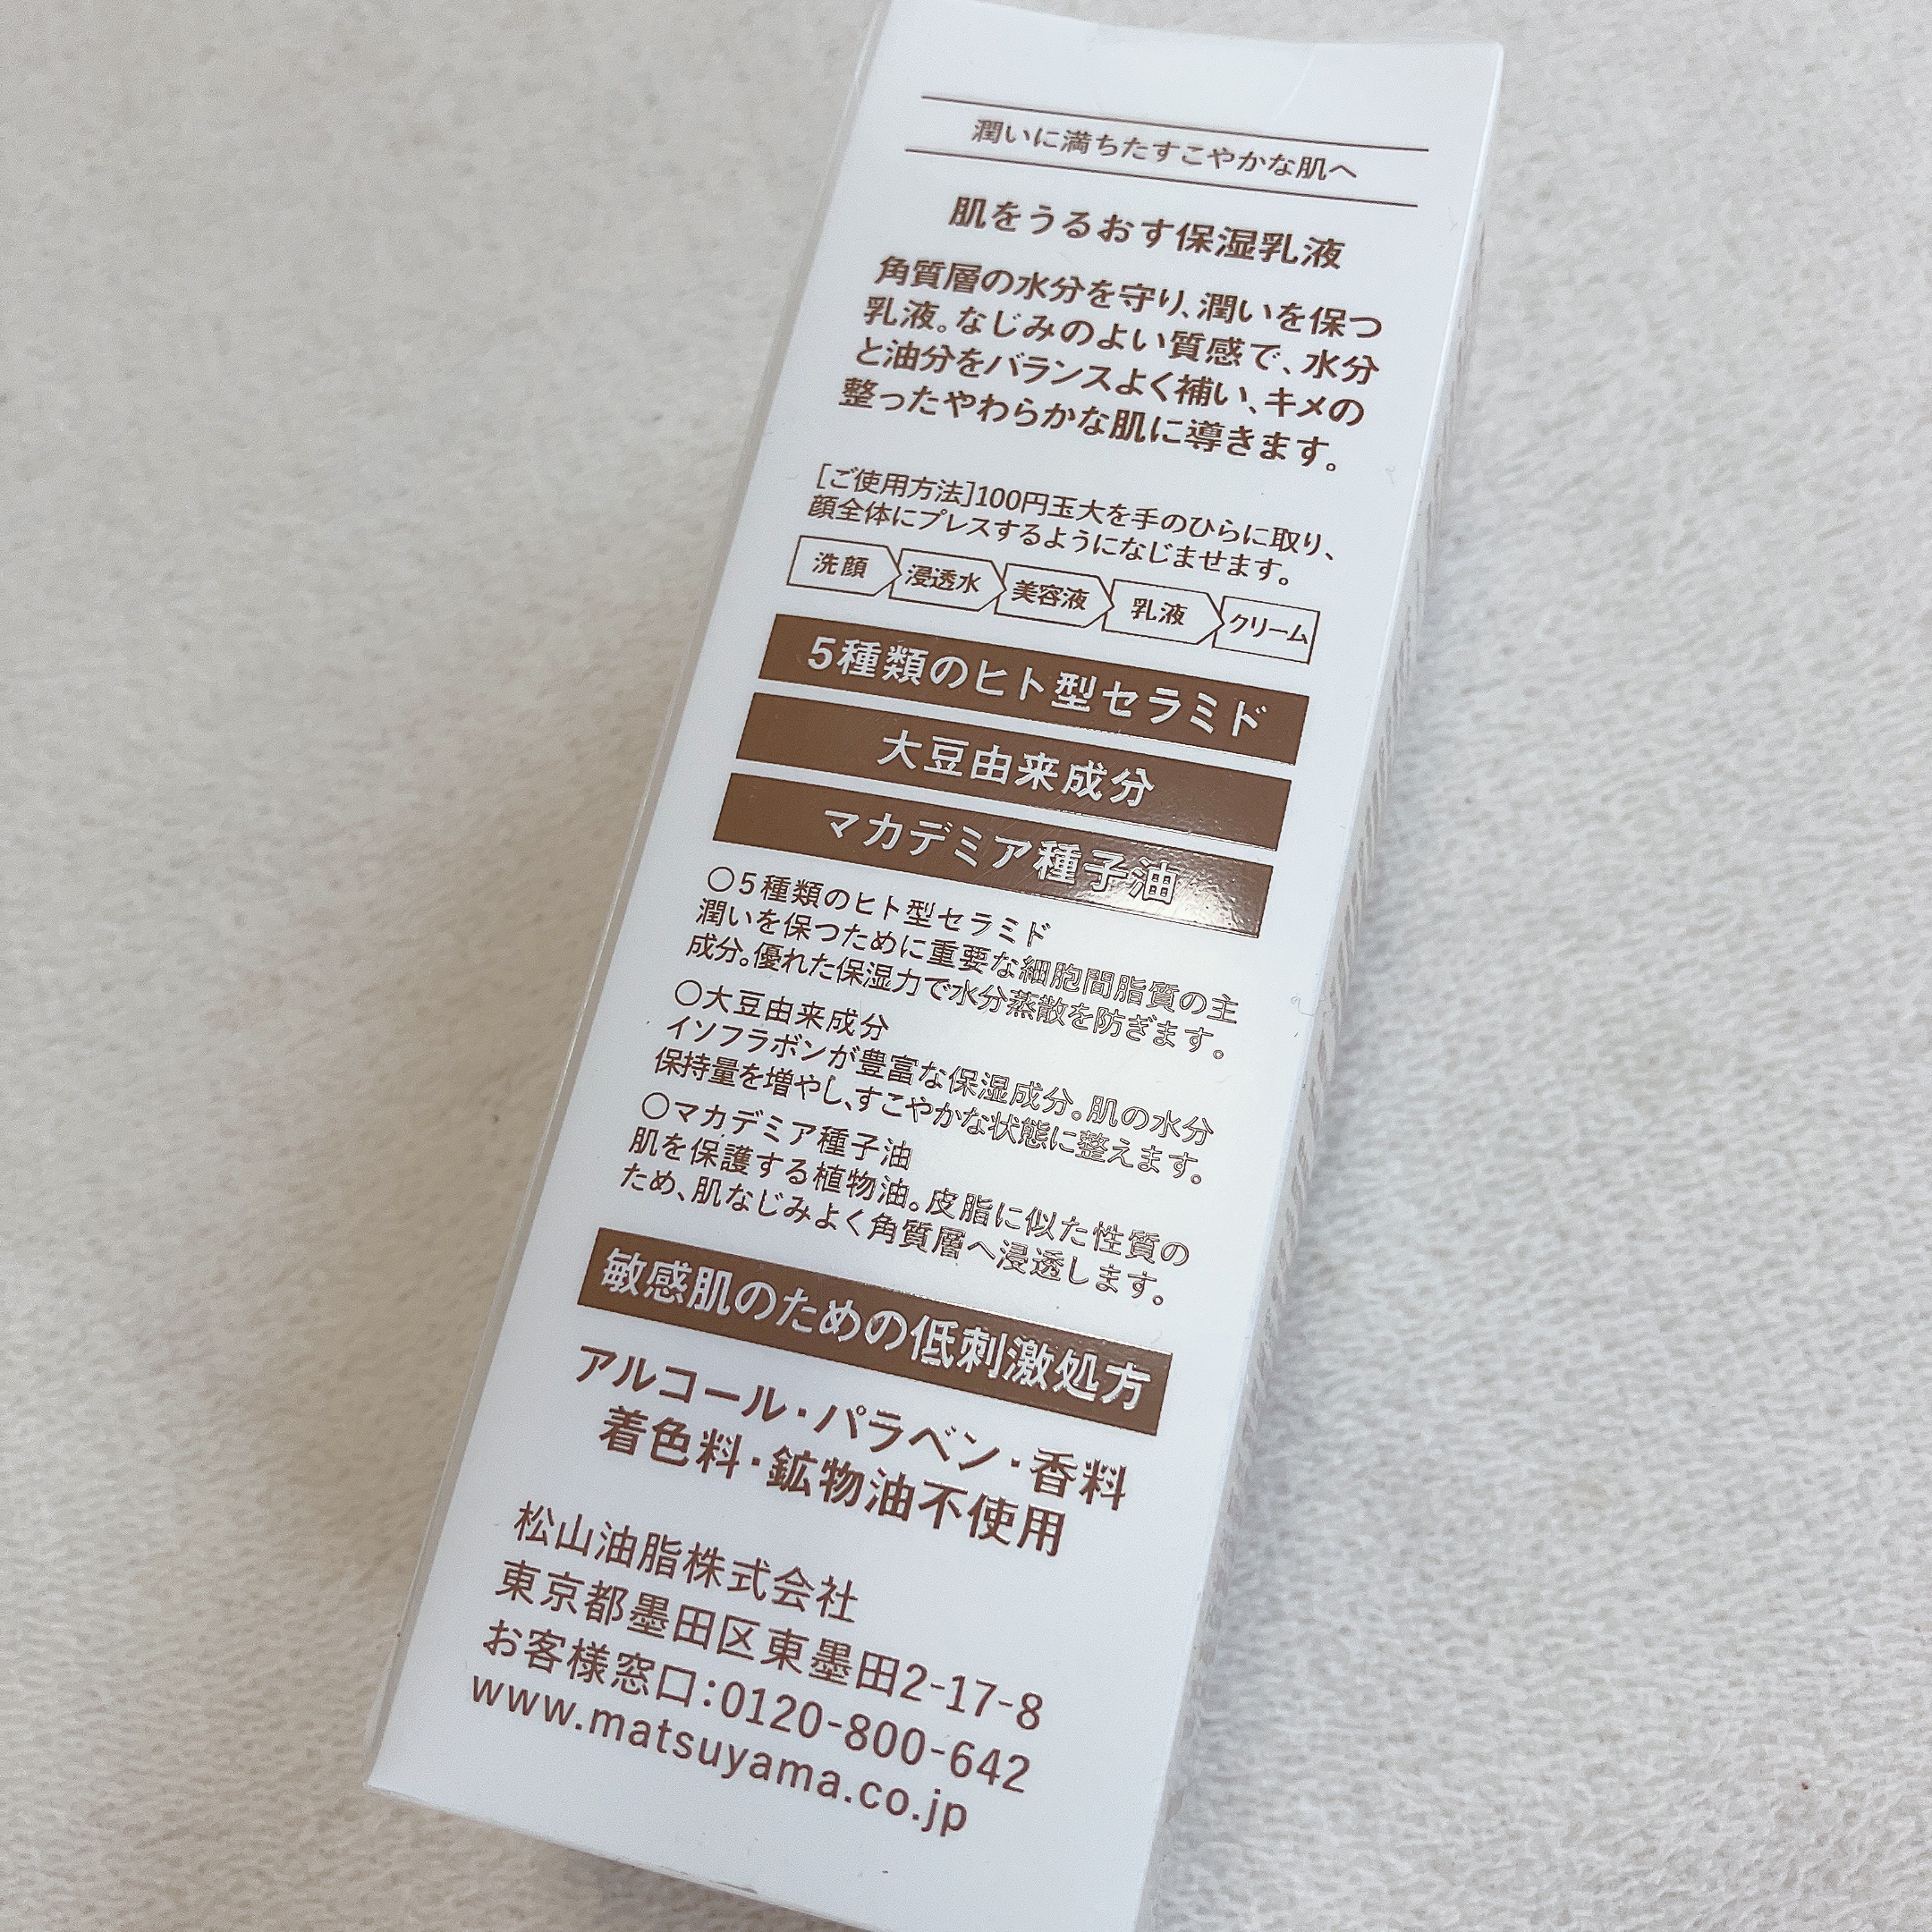 潤いに満ちたすこやかな肌へ
肌をうるおす保湿乳液
角質層の水分を守り、潤いを保つ
乳液。なじみのよい質感で、水分
と油分をバランスよく補い、キメの
整ったやわらかな肌に導きます。
[ご使用方法]100円玉大を手のひらに取り、
顔全体にプレスするようになじませます。
洗顔 浸透水 美容液 乳液 クリーム
5種類のヒト型セラミド
大豆由来成分
マカデミア種子油
○5種類のヒト型セラミド
潤いを保つために重要な細胞間脂質の主
成分。優れた保湿力で水分蒸散を防ぎます。
○大豆由来成分
イソフラボンが豊富な保湿成分。肌の水分
保持量を増やし、すこやかな状態に整えます。
○マカデミア種子油
肌を保護する植物油。皮脂に似た性質の
ため、肌なじみよく角質層へ浸透します。
敏感肌のための低刺激処方
アルコール・パラベン・香料
着色料・鉱物油不使用
松山油脂株式会社
東京都墨田区東墨田2-17-8
お客様窓口:0120-800-642
www.matsuyama.co.jp